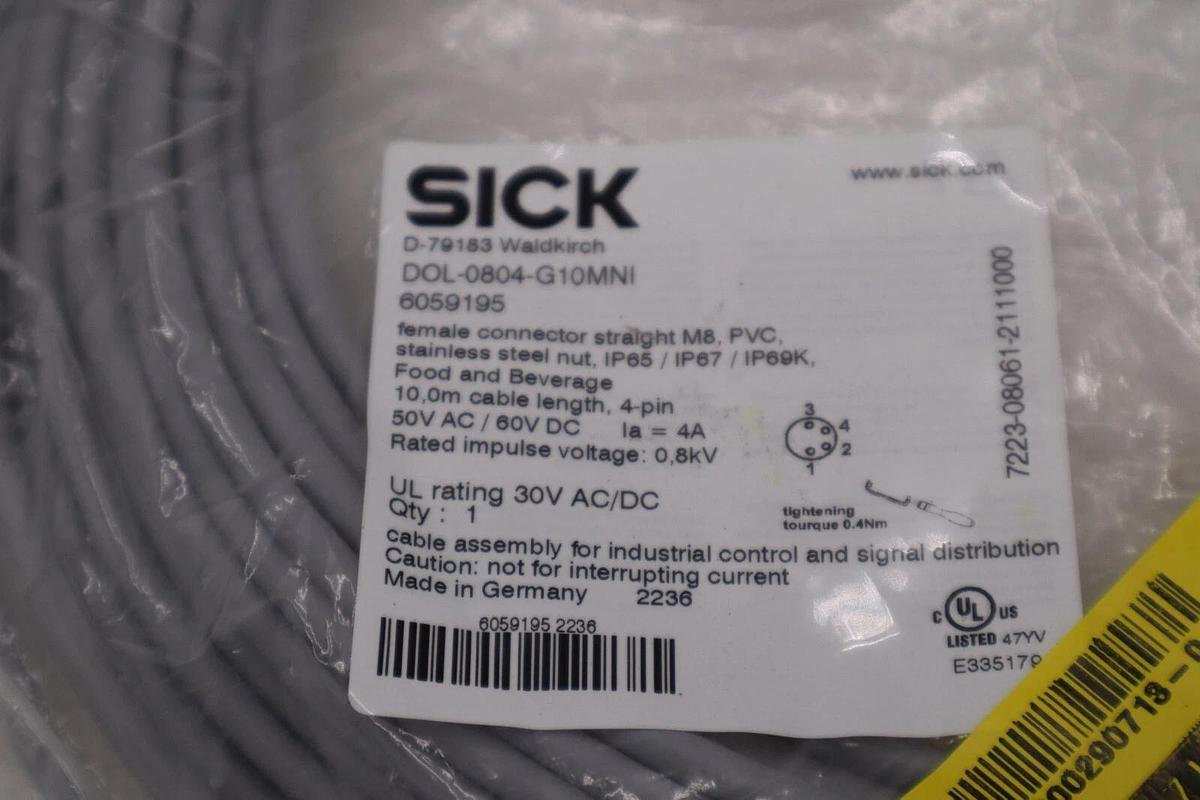 SICK
www.sick.com
D-79183 Waldkirch
DOL-0804-G10MNI
6059195
female connector straight M8, PVC,
stainless steel nut, IP65 / IP67 / IP69K,
Food and Beverage
10,0m cable length, 4-pin
50V AC / 60V DC Ia = 4A
Rated impulse voltage: 0,8kV
3
4
2
1
7223-08061-2111000
UL rating 30V AC/DC
Qty : 1
tightening
tourque 0.4Nm
cable assembly for industrial control and signal distribution
Caution: not for interrupting current
Made in Germany 2236
6059195 2236
C UL US
LISTED 47YV
E335179
00290713-0